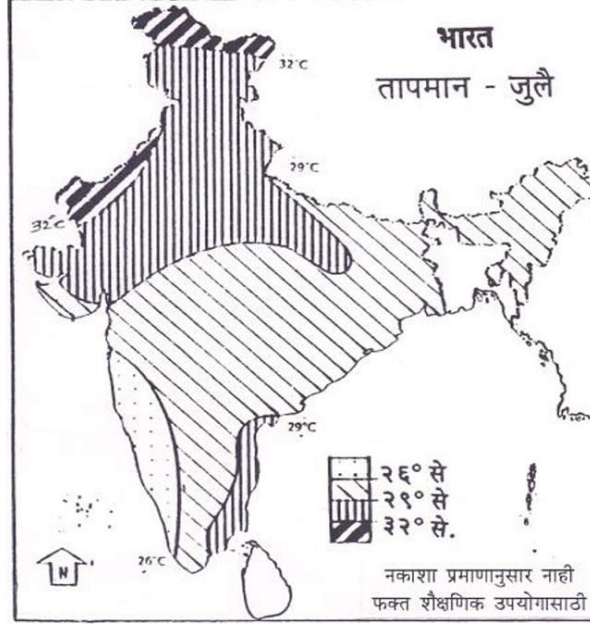 भारत
तापमान - जुलै
32°C
29°C
32°C
29°C
26°C
२६° से
२९° से
३२° से.
N
नकाशा प्रमाणानुसार नाही
फक्त शैक्षणिक उपयोगासाठी